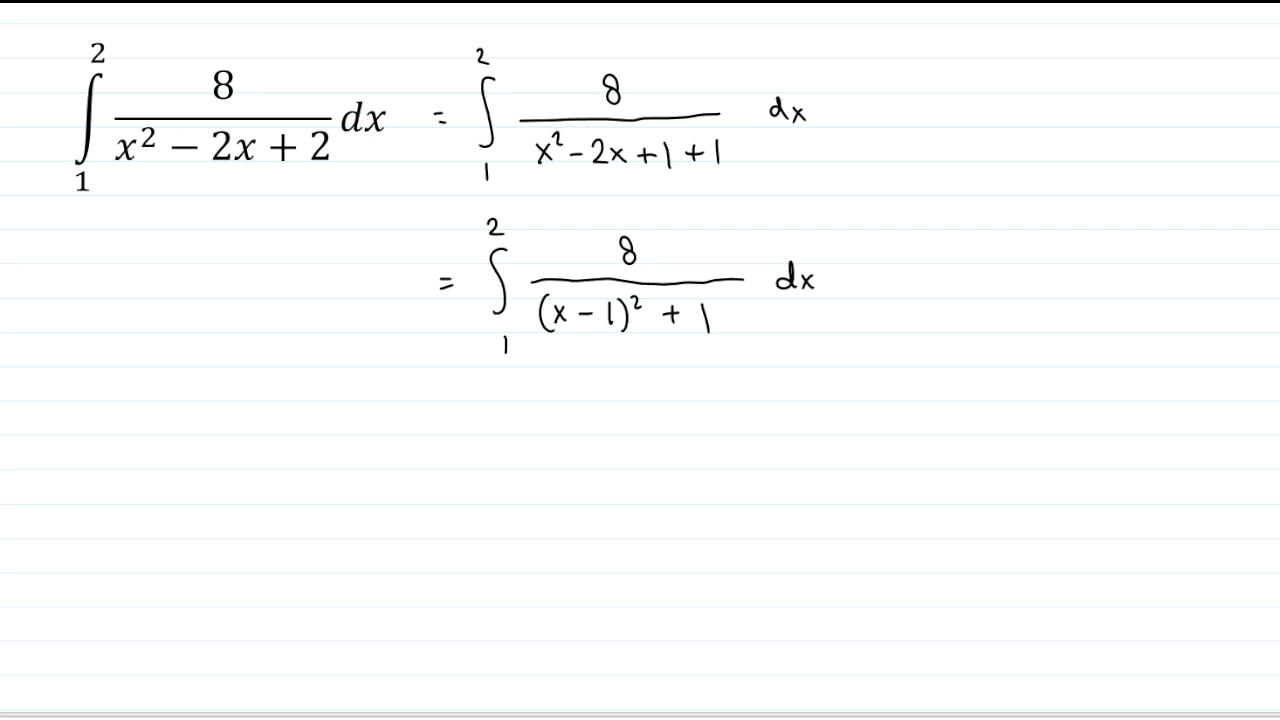 ∫₁² 8/(x² − 2x + 2) dx = ∫₁² 8/(x² - 2x + 1 + 1) dx
= ∫₁² 8/((x - 1)² + 1) dx